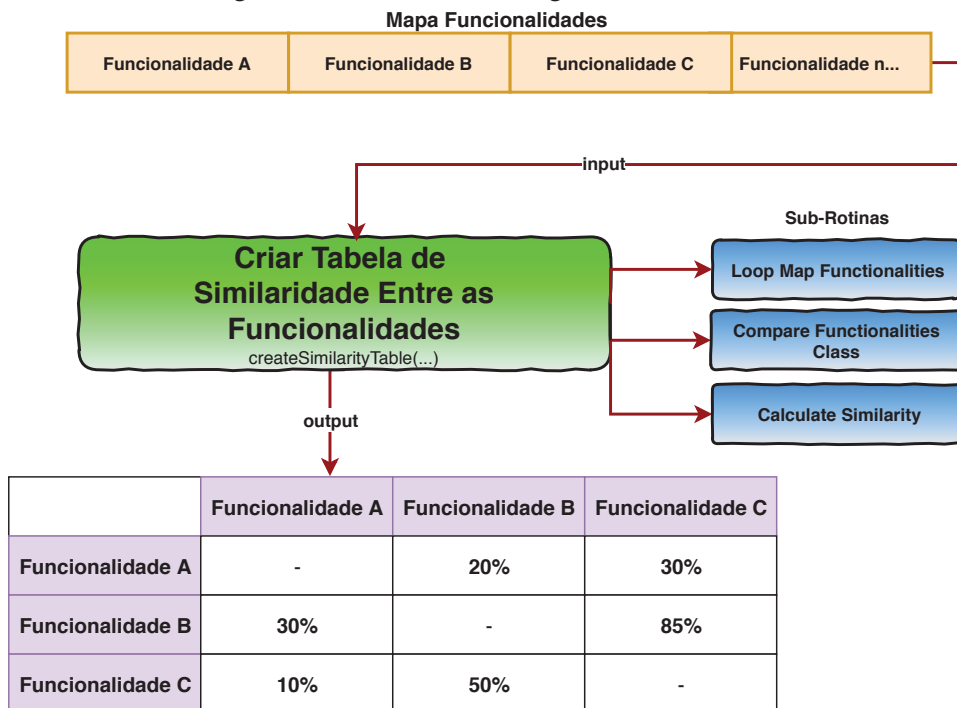 Mapa Funcionalidades
Funcionalidade A Funcionalidade B Funcionalidade C Funcionalidade n...
input
Sub-Rotinas
Criar Tabela de
Similaridade Entre as
Funcionalidades
createSimilarityTable(...)
Loop Map Functionalities
Compare Functionalities
Class
Calculate Similarity
output
Funcionalidade A Funcionalidade B Funcionalidade C
Funcionalidade A - 20% 30%
Funcionalidade B 30% - 85%
Funcionalidade C 10% 50% -